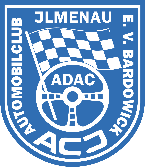 AUTOMOBILCLUB
JLMENAU
E. V. BARDOWICK
ADAC
ACJ